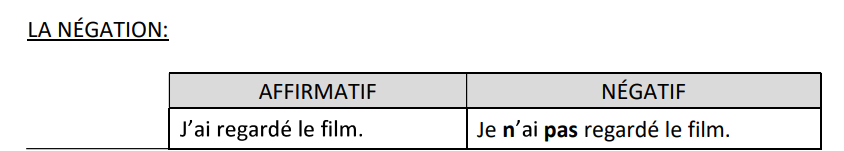 LA NÉGATION:
AFFIRMATIF NÉGATIF
J’ai regardé le film. Je n’ai pas regardé le film.